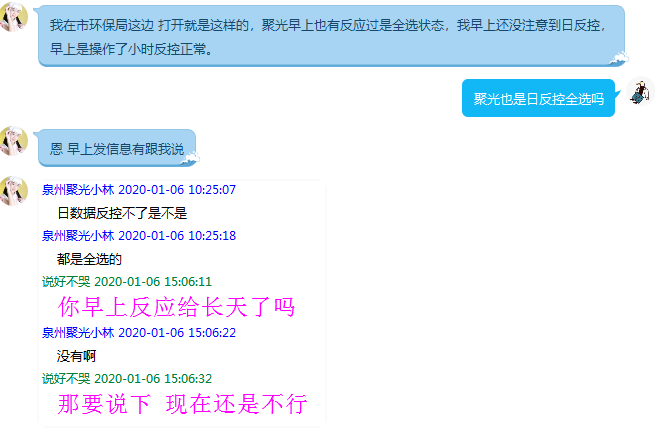 我在市环保局这边 打开就是这样的，聚光早上也有反应过是全选状态，我早上还没注意到日反控，
早上是操作了小时反控正常。
聚光也是日反控全选吗
恩 早上发信息有跟我说
泉州聚光小林 2020-01-06 10:25:07
日数据反控不了是不是
泉州聚光小林 2020-01-06 10:25:18
都是全选的
说好不哭 2020-01-06 15:06:11
你早上反应给长天了吗
泉州聚光小林 2020-01-06 15:06:22
没有啊
说好不哭 2020-01-06 15:06:32
那要说下 现在还是不行